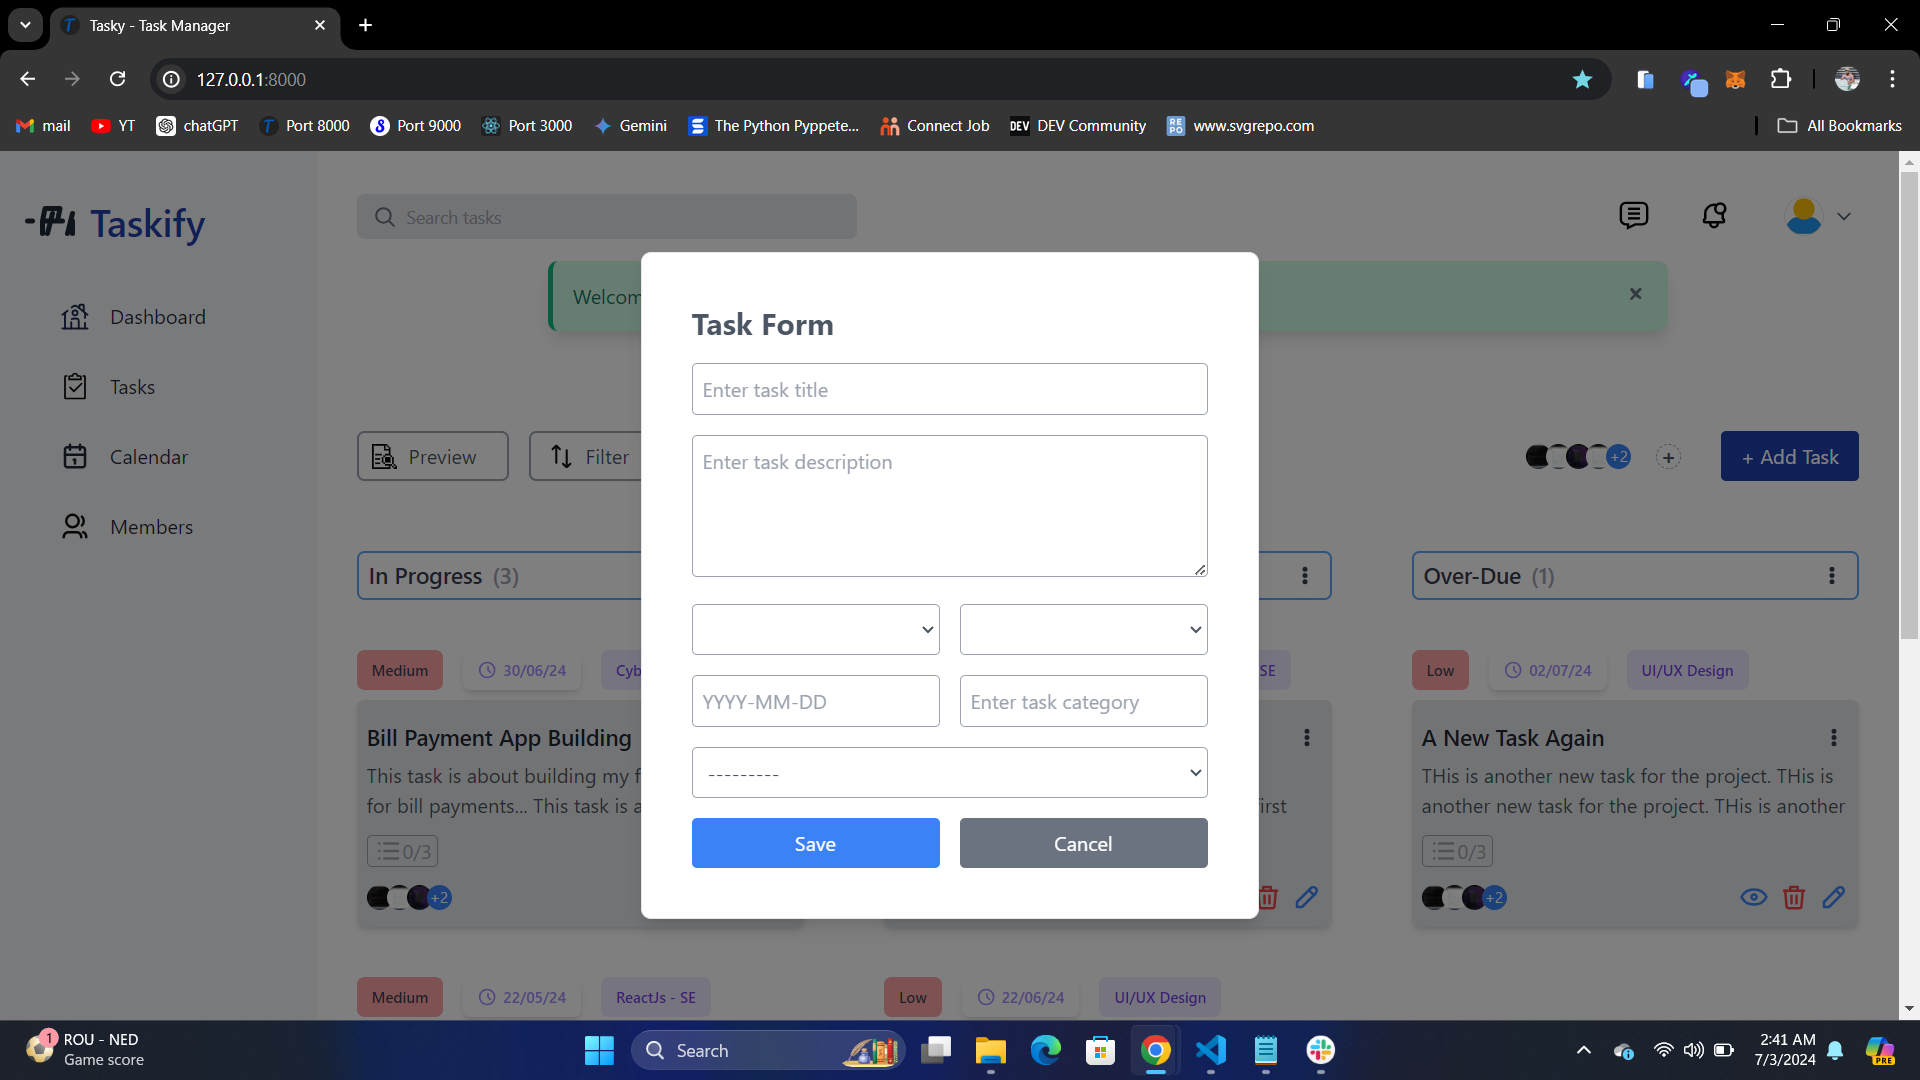 Tasky - Task Manager
127.0.0.1:8000
mail
YT
chatGPT
Port 8000
Port 9000
Port 3000
Gemini
The Python Pyppete...
Connect Job
DEV
DEV Community
RE
PO
www.svgrepo.com
All Bookmarks
Taskify
Search tasks
Dashboard
Tasks
Calendar
Members
Welcom
Preview
Filter
+2
+ Add Task
Task Form
Enter task title
Enter task description
YYYY-MM-DD
Enter task category
---------
Save
Cancel
In Progress (3)
Over-Due (1)
Medium
30/06/24
Cyb
SE
Low
02/07/24
UI/UX Design
Bill Payment App Building
This task is about building my f
for bill payments... This task is a
0/3
+2
irst
A New Task Again
THis is another new task for the project. THis is
another new task for the project. THis is another
0/3
+2
Medium
22/05/24
ReactJs - SE
Low
22/06/24
UI/UX Design
1
ROU - NED
Game score
Search
2:41 AM
7/3/2024
PRE